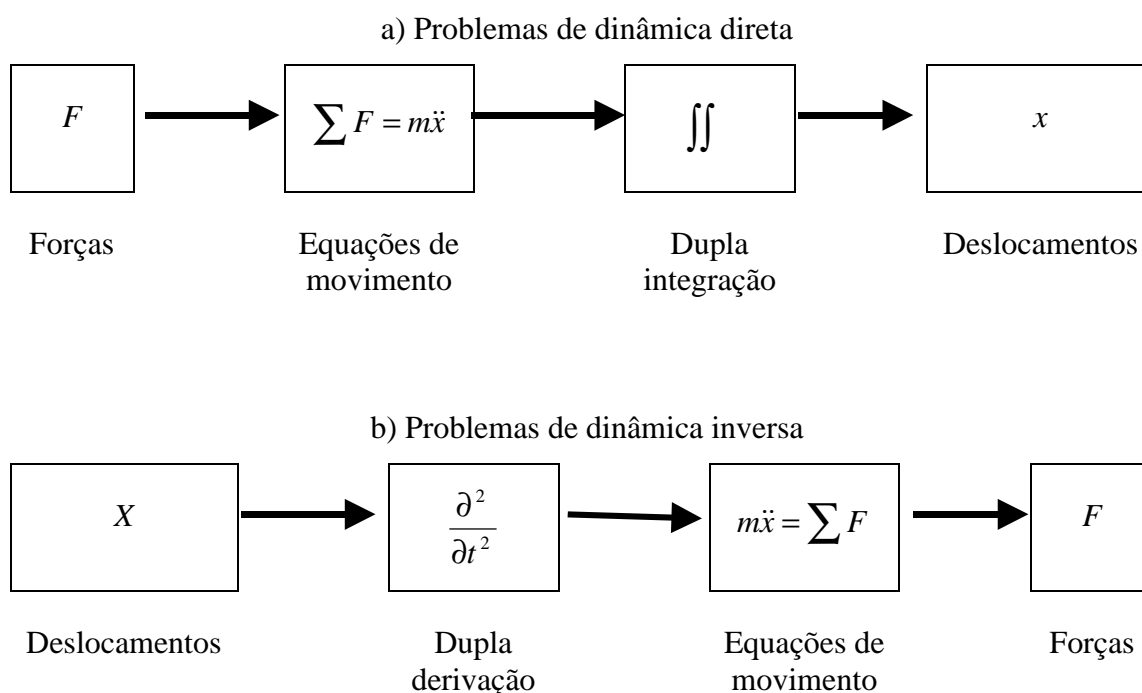 a) Problemas de dinâmica direta
F
∑ F = mẍ
∬
x
Forças
Equações de
movimento
Dupla
integração
Deslocamentos
b) Problemas de dinâmica inversa
X
∂²
∂t²
mẍ = ∑ F
F
Deslocamentos
Dupla
derivação
Equações de
movimento
Forças